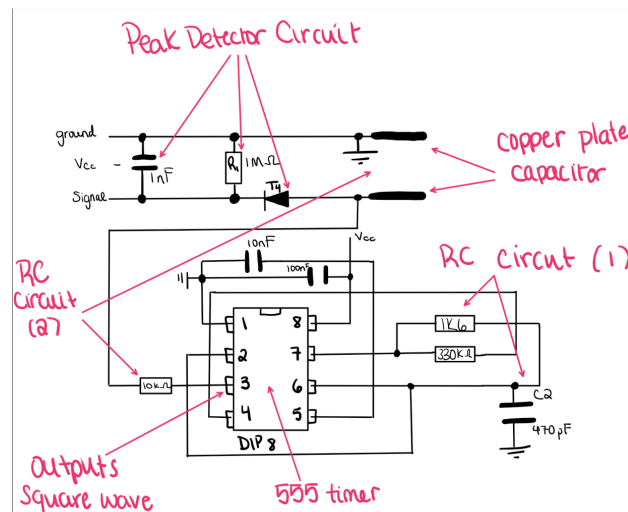 Peak Detector Circuit
ground
Vcc -
1nF
R1 1MΩ
T4
Signal
copper plate
capacitor
10nF
100nF
Vcc
RC
circuit
(2)
RC circut (1)
1K6
330KΩ
1 8
2 7
3 6
4 5
10KΩ
C2
470pF
DIP 8
outputs
Square wave
555 timer